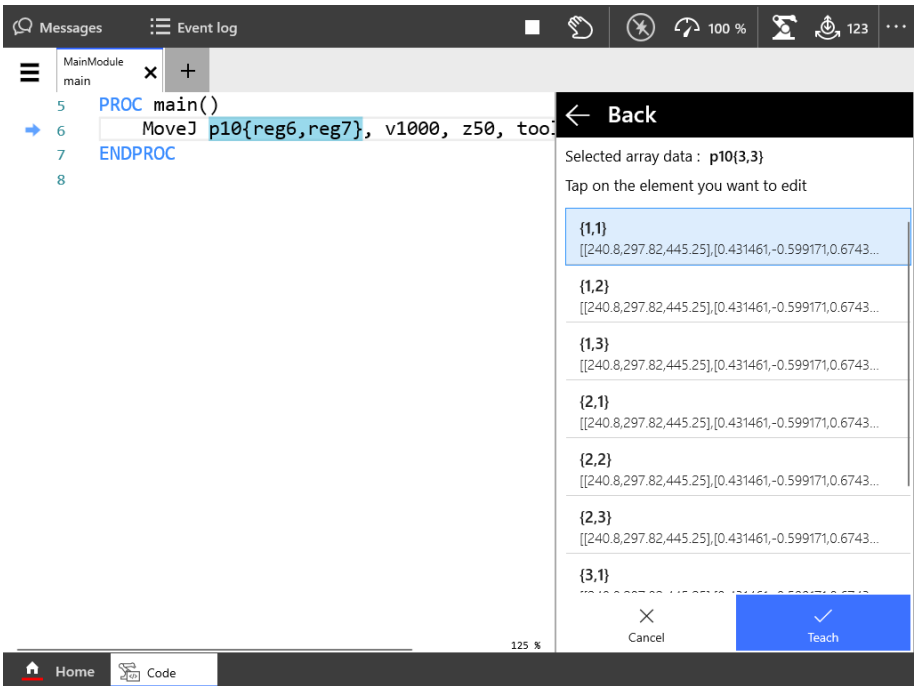 Messages
Event log
100 %
123
MainModule
main
5 PROC main()
6 MoveJ p10{reg6,reg7}, v1000, z50, tool
7 ENDPROC
8
Back
Selected array data : p10{3,3}
Tap on the element you want to edit
{1,1}
[[240.8,297.82,445.25],[0.431461,-0.599171,0.6743...
{1,2}
[[240.8,297.82,445.25],[0.431461,-0.599171,0.6743...
{1,3}
[[240.8,297.82,445.25],[0.431461,-0.599171,0.6743...
{2,1}
[[240.8,297.82,445.25],[0.431461,-0.599171,0.6743...
{2,2}
[[240.8,297.82,445.25],[0.431461,-0.599171,0.6743...
{2,3}
[[240.8,297.82,445.25],[0.431461,-0.599171,0.6743...
{3,1}
Cancel
Teach
125 %
Home
Code